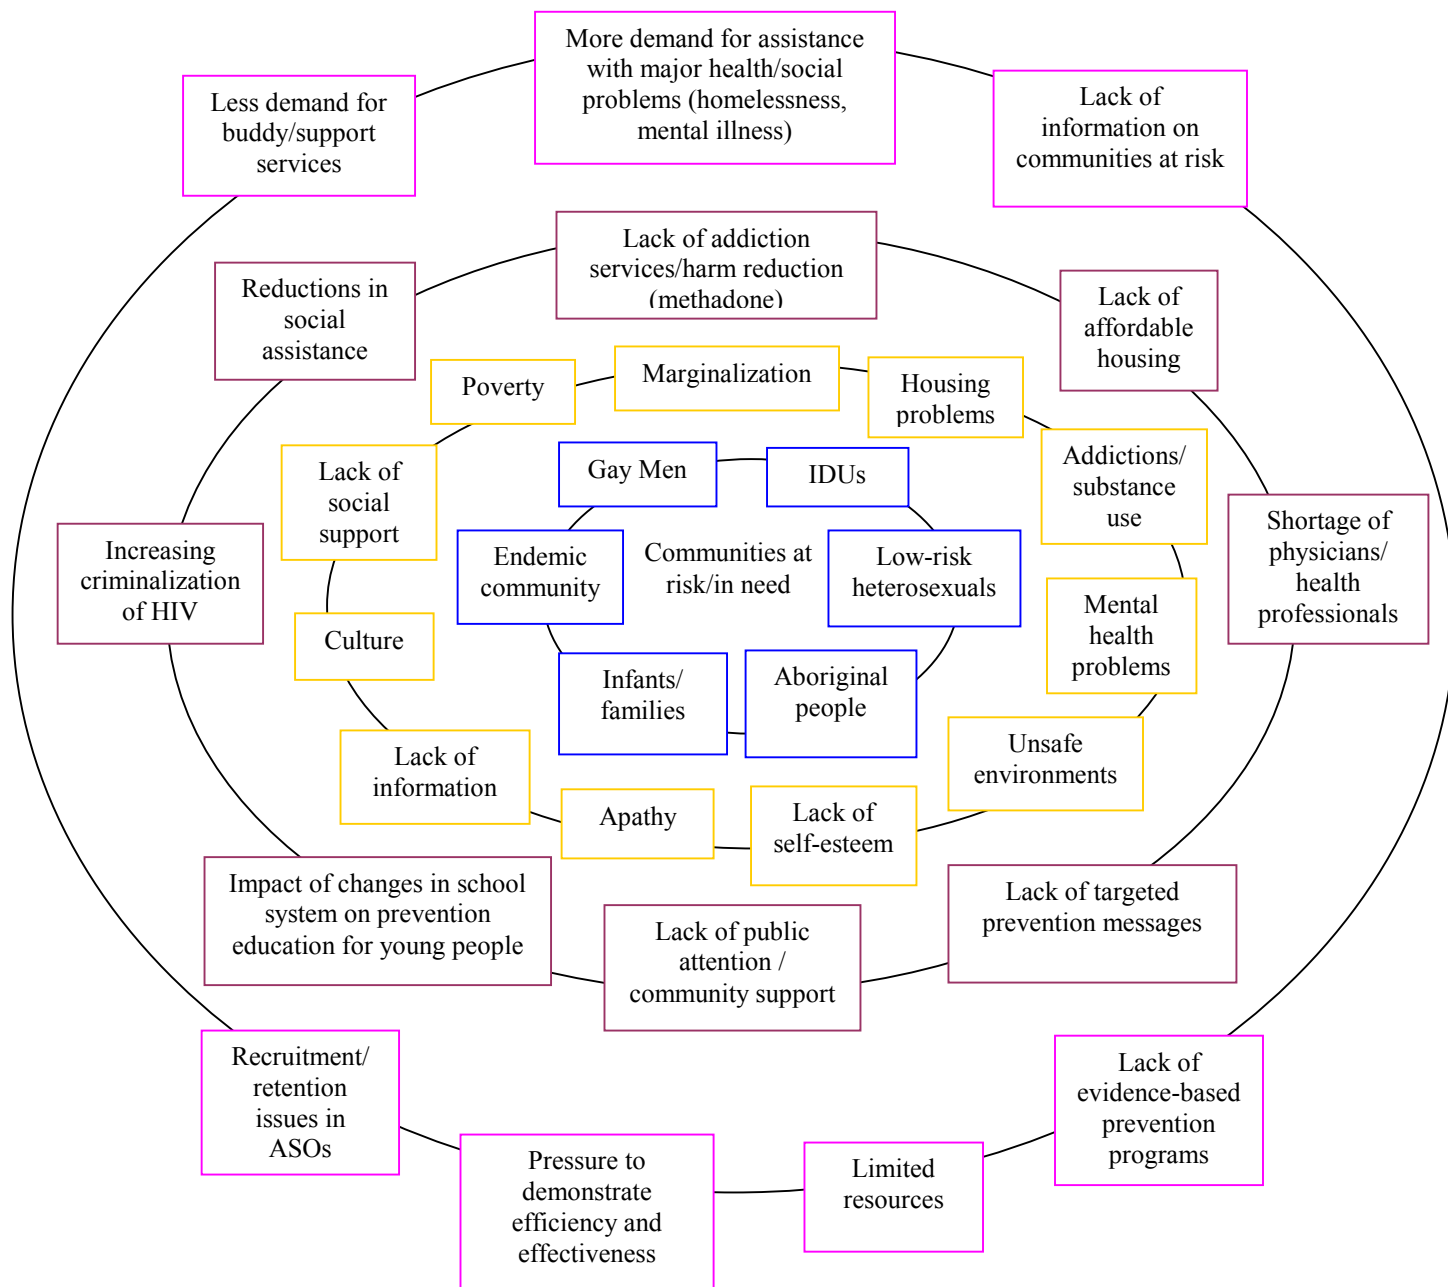 More demand for assistance
with major health/social
problems (homelessness,
mental illness)
Less demand for
buddy/support
services
Lack of
information on
communities at risk
Lack of addiction
services/harm reduction
(methadone)
Reductions in
social
assistance
Lack of
affordable
housing
Poverty
Marginalization
Housing
problems
Lack of
social
support
Gay Men
IDUs
Addictions/
substance
use
Increasing
criminalization
of HIV
Endemic
community
Communities at
risk/in need
Low-risk
heterosexuals
Shortage of
physicians/
health
professionals
Culture
Mental
health
problems
Infants/
families
Aboriginal
people
Lack of
information
Unsafe
environments
Apathy
Lack of
self-esteem
Impact of changes in school
system on prevention
education for young people
Lack of public
attention /
community support
Lack of targeted
prevention messages
Recruitment/
retention
issues in
ASOs
Pressure to
demonstrate
efficiency and
effectiveness
Limited
resources
Lack of
evidence-based
prevention
programs